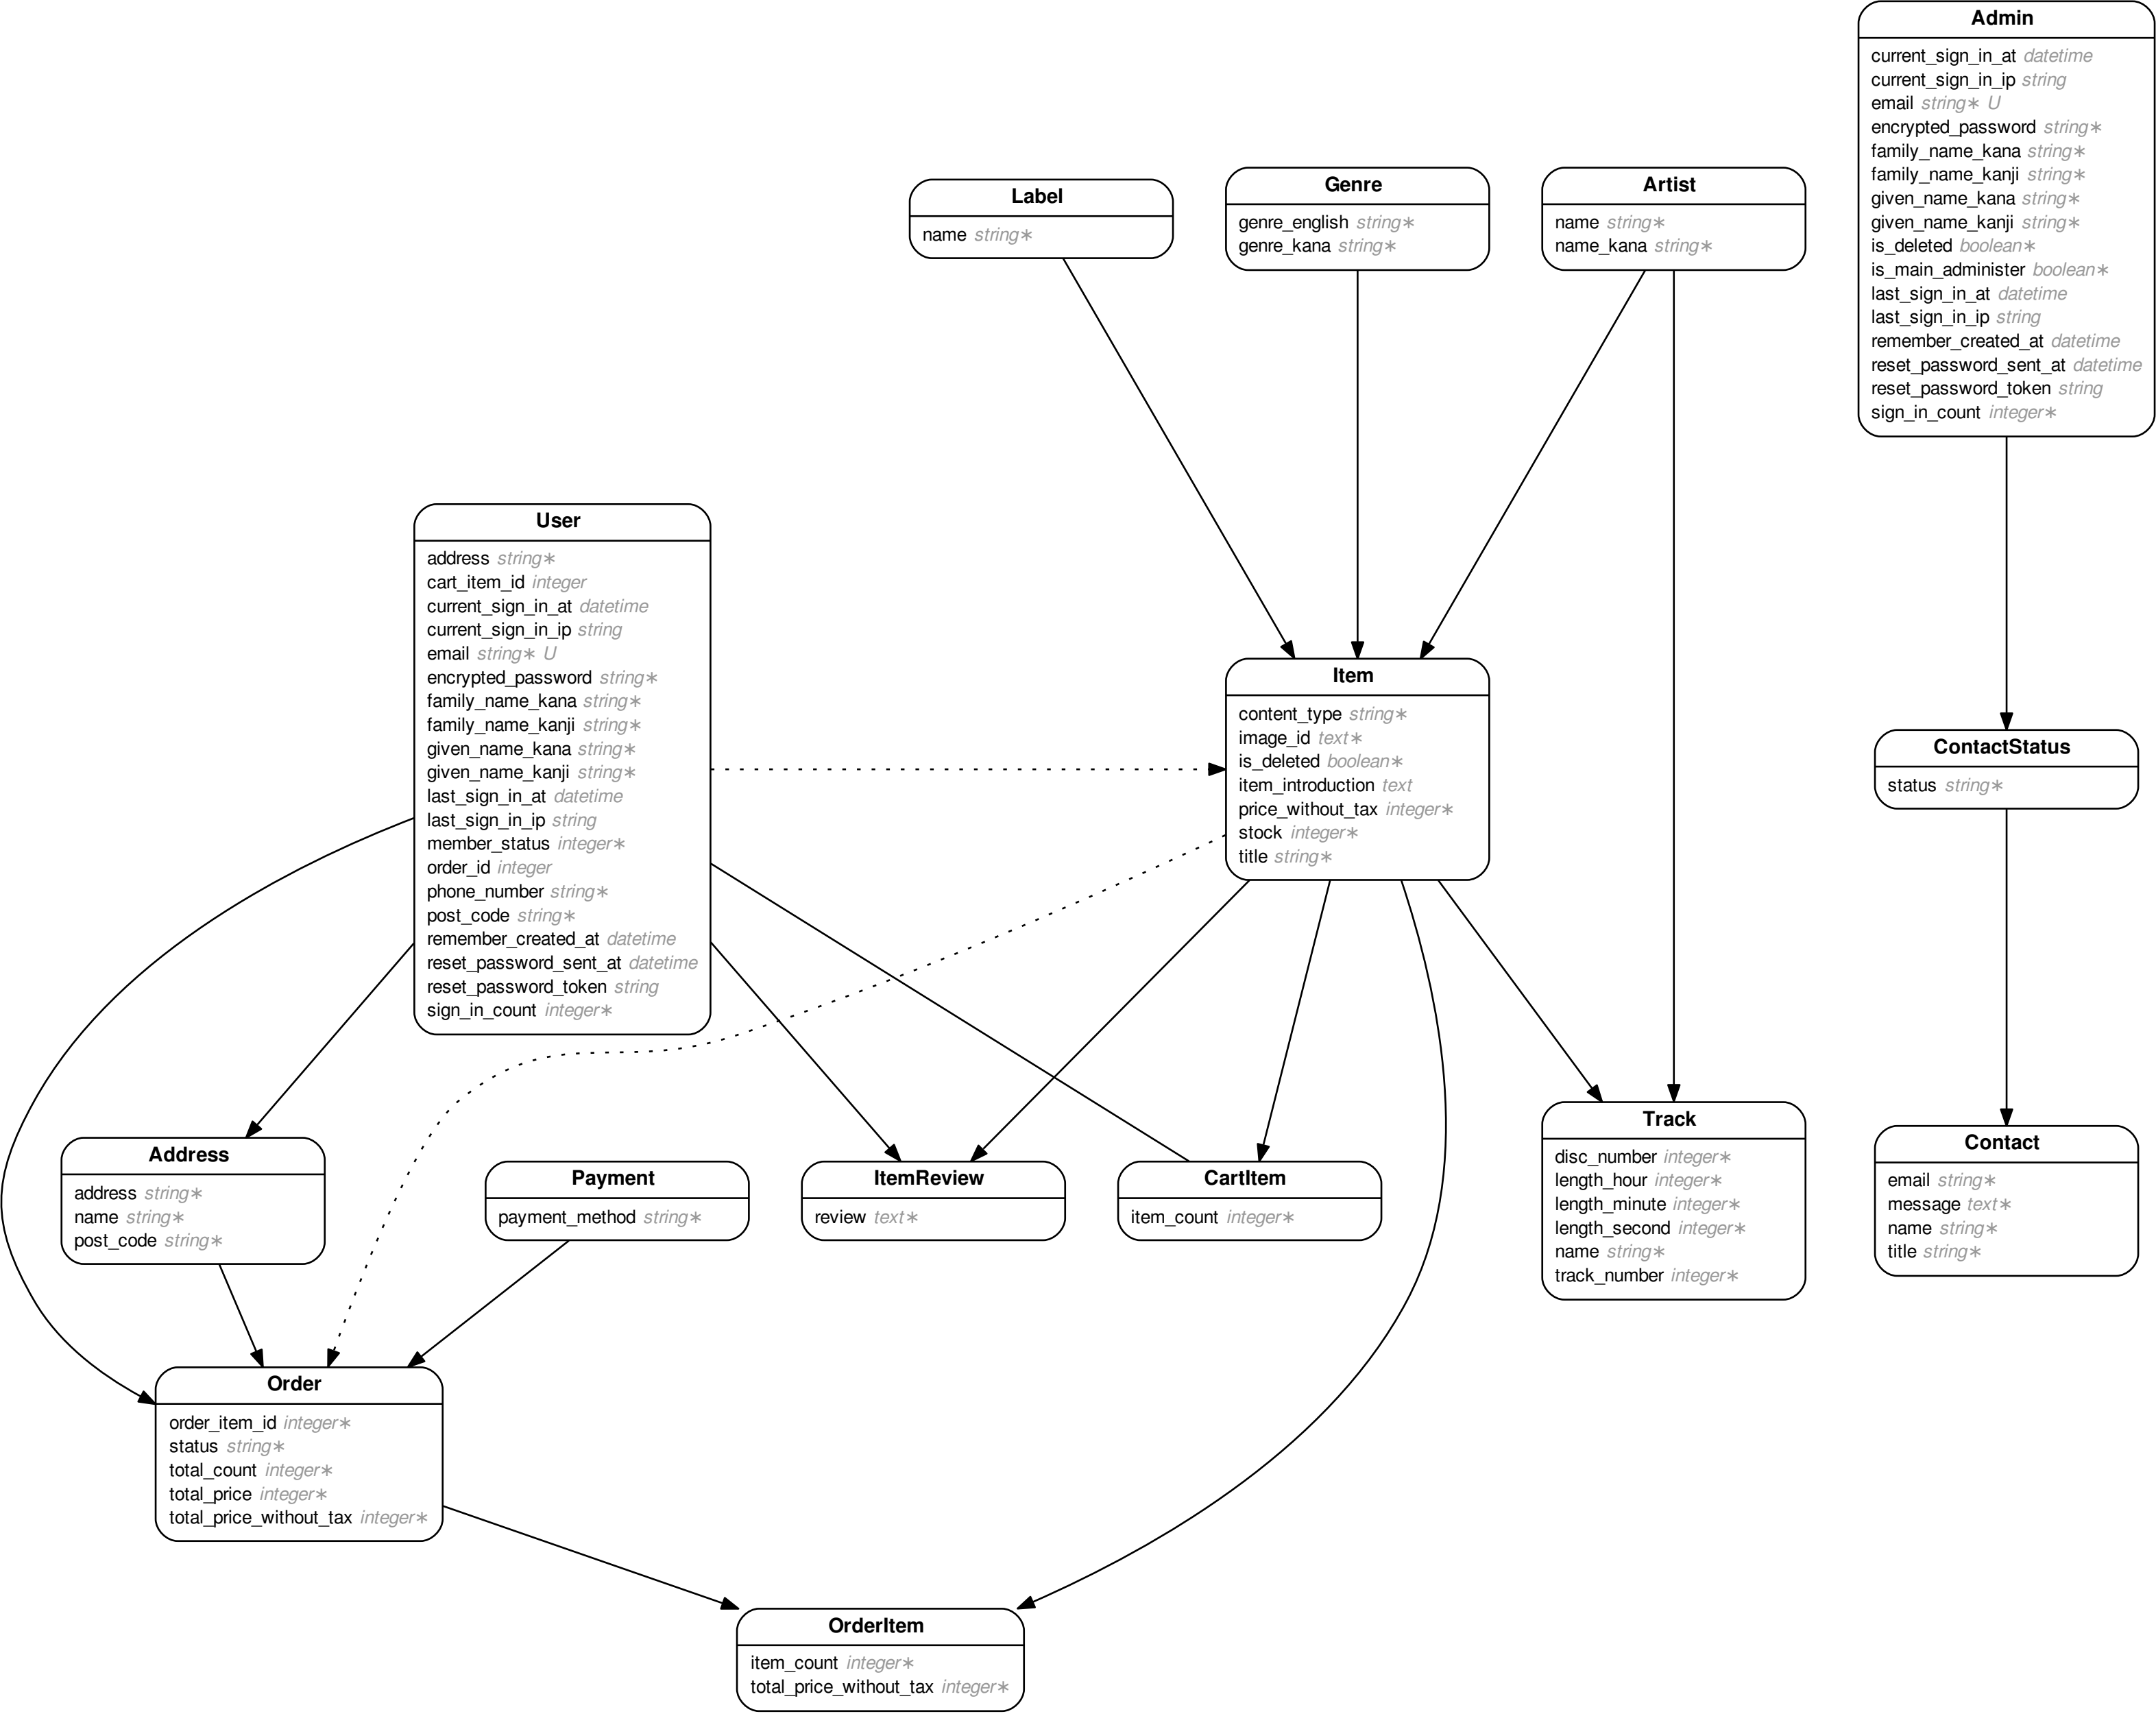 Admin
current_sign_in_at datetime
current_sign_in_ip string
email string∗ U
encrypted_password string∗
family_name_kana string∗
family_name_kanji string∗
given_name_kana string∗
given_name_kanji string∗
is_deleted boolean∗
is_main_administer boolean∗
last_sign_in_at datetime
last_sign_in_ip string
remember_created_at datetime
reset_password_sent_at datetime
reset_password_token string
sign_in_count integer∗
Label
name string∗
Genre
genre_english string∗
genre_kana string∗
Artist
name string∗
name_kana string∗
User
address string∗
cart_item_id integer
current_sign_in_at datetime
current_sign_in_ip string
email string∗ U
encrypted_password string∗
family_name_kana string∗
family_name_kanji string∗
given_name_kana string∗
given_name_kanji string∗
last_sign_in_at datetime
last_sign_in_ip string
member_status integer∗
order_id integer
phone_number string∗
post_code string∗
remember_created_at datetime
reset_password_sent_at datetime
reset_password_token string
sign_in_count integer∗
Item
content_type string∗
image_id text∗
is_deleted boolean∗
item_introduction text
price_without_tax integer∗
stock integer∗
title string∗
ContactStatus
status string∗
Address
address string∗
name string∗
post_code string∗
Payment
payment_method string∗
ItemReview
review text∗
CartItem
item_count integer∗
Track
disc_number integer∗
length_hour integer∗
length_minute integer∗
length_second integer∗
name string∗
track_number integer∗
Contact
email string∗
message text∗
name string∗
title string∗
Order
order_item_id integer∗
status string∗
total_count integer∗
total_price integer∗
total_price_without_tax integer∗
OrderItem
item_count integer∗
total_price_without_tax integer∗